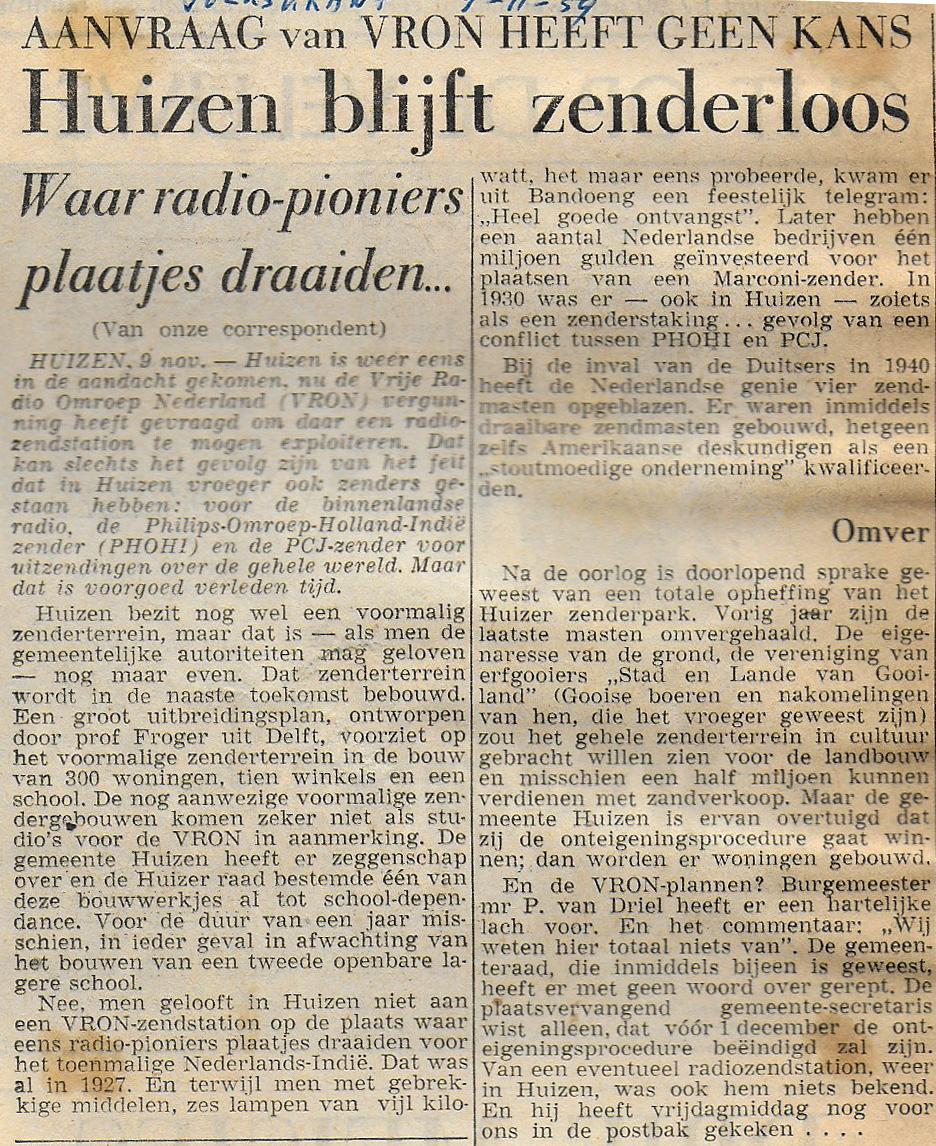 VOLKSKRANT 9-11-59
AANVRAAG van VRON HEEFT GEEN KANS
Huizen blijft zenderloos
Waar radio-pioniers
plaatjes draaiden...
(Van onze correspondent)
HUIZEN, 9 nov. — Huizen is weer eens
in de aandacht gekomen, nu de Vrije Ra-
dio Omroep Nederland (VRON) vergun-
ning heeft gevraagd om daar een radio-
zendstation te mogen exploiteren. Dat
kan slechts het gevolg zijn van het feit
dat in Huizen vroeger ook zenders ge-
staan hebben: voor de binnenlandse
radio, de Philips-Omroep-Holland-Indië
zender (PHOHI) en de PCJ-zender voor
uitzendingen over de gehele wereld. Maar
dat is voorgoed verleden tijd.
Huizen bezit nog wel een voormalig
zenderterrein, maar dat is — als men de
gemeentelijke autoriteiten mag geloven
— nog maar even. Dat zenderterrein
wordt in de naaste toekomst bebouwd.
Een groot uitbreidingsplan, ontworpen
door prof Froger uit Delft, voorziet op
het voormalige zenderterrein in de bouw
van 300 woningen, tien winkels en een
school. De nog aanwezige voormalige zen-
dergebouwen komen zeker niet als stu-
dio's voor de VRON in aanmerking. De
gemeente Huizen heeft er zeggenschap
over en de Huizer raad bestemde één van
deze bouwwerkjes al tot school-depen-
dance. Voor de duur van een jaar mis-
schien, in ieder geval in afwachting van
het bouwen van een tweede openbare la-
gere school.
Nee, men gelooft in Huizen niet aan
een VRON-zendstation op de plaats waar
eens radio-pioniers plaatjes draaiden voor
het toenmalige Nederlands-Indië. Dat was
al in 1927. En terwijl men met gebrek-
kige middelen, zes lampen van vijl kilo-
watt, het maar eens probeerde, kwam er
uit Bandoeng een feestelijk telegram:
„Heel goede ontvangst". Later hebben
een aantal Nederlandse bedrijven één
miljoen gulden geïnvesteerd voor het
plaatsen van een Marconi-zender. In
1930 was er — ook in Huizen — zoiets
als een zenderstaking... gevolg van een
conflict tussen PHOHI en PCJ.
Bij de inval van de Duitsers in 1940
heeft de Nederlandse genie vier zend-
masten opgeblazen. Er waren inmiddels
draaibare zendmasten gebouwd, hetgeen
zelfs Amerikaanse deskundigen als een
„stoutmoedige onderneming" kwalificeer-
den.
Omver
Na de oorlog is doorlopend sprake ge-
weest van een totale opheffing van het
Huizer zenderpark. Vorig jaar zijn de
laatste masten omvergehaald. De eige-
naresse van de grond, de vereniging van
erfgooiers „Stad en Lande van Gooi-
land" (Gooise boeren en nakomelingen
van hen, die het vroeger geweest zijn)
zou het gehele zenderterrein in cultuur
gebracht willen zien voor de landbouw
en misschien een half miljoen kunnen
verdienen met zandverkoop. Maar de ge-
meente Huizen is ervan overtuigd dat
zij de onteigeningsprocedure gaat win-
nen; dan worden er woningen gebouwd.
En de VRON-plannen? Burgemeester
mr P. van Driel heeft er een hartelijke
lach voor. En het commentaar: „Wij
weten hier totaal niets van". De gemeen-
teraad, die inmiddels bijeen is geweest,
heeft er met geen woord over gerept. De
plaatsvervangend gemeente-secretaris
wist alleen, dat vóór 1 december de ont-
eigeningsprocedure beëindigd zal zijn.
Van een eventueel radiozendstation, weer
in Huizen, was ook hem niets bekend.
En hij heeft vrijdagmiddag nog voor
ons in de postbak gekeken . . . .